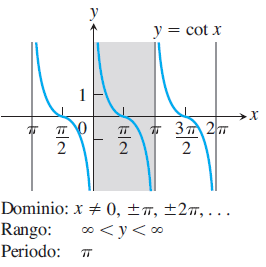 y
y = cot x
1
π π/2 0 π/2 π 3π/2 2π x
Dominio: x ≠ 0, ±π, ±2π, . . .
Rango: ∞ < y < ∞
Periodo: π